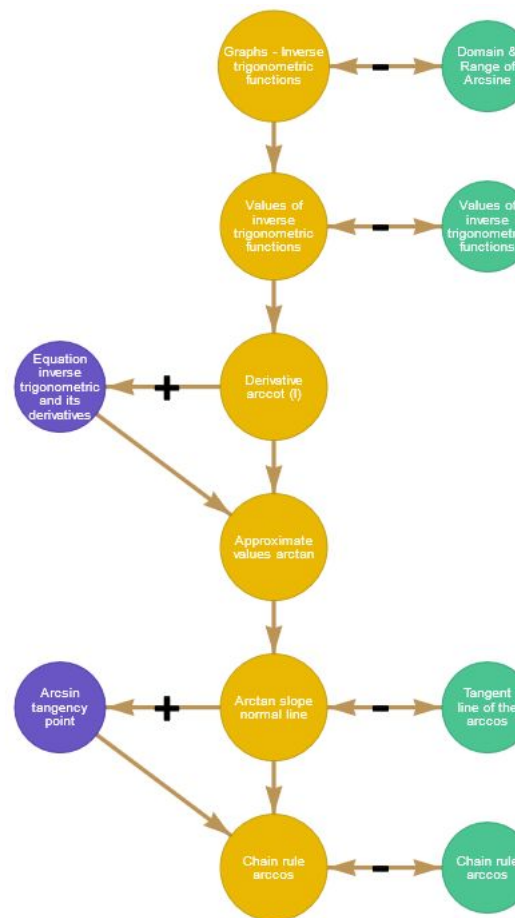 Graphs - Inverse
trigonometric
functions
Domain &
Range of
Arcsine
Values of
inverse
trigonometric
functions
Values of
inverse
trigonometric
functions
Equation
inverse
trigonometric
and its
derivatives
Derivative
arccot (I)
Approximate
values arctan
Arcsin
tangency
point
Arctan slope
normal line
Tangent
line of the
arccos
Chain rule
arccos
Chain rule
arccos